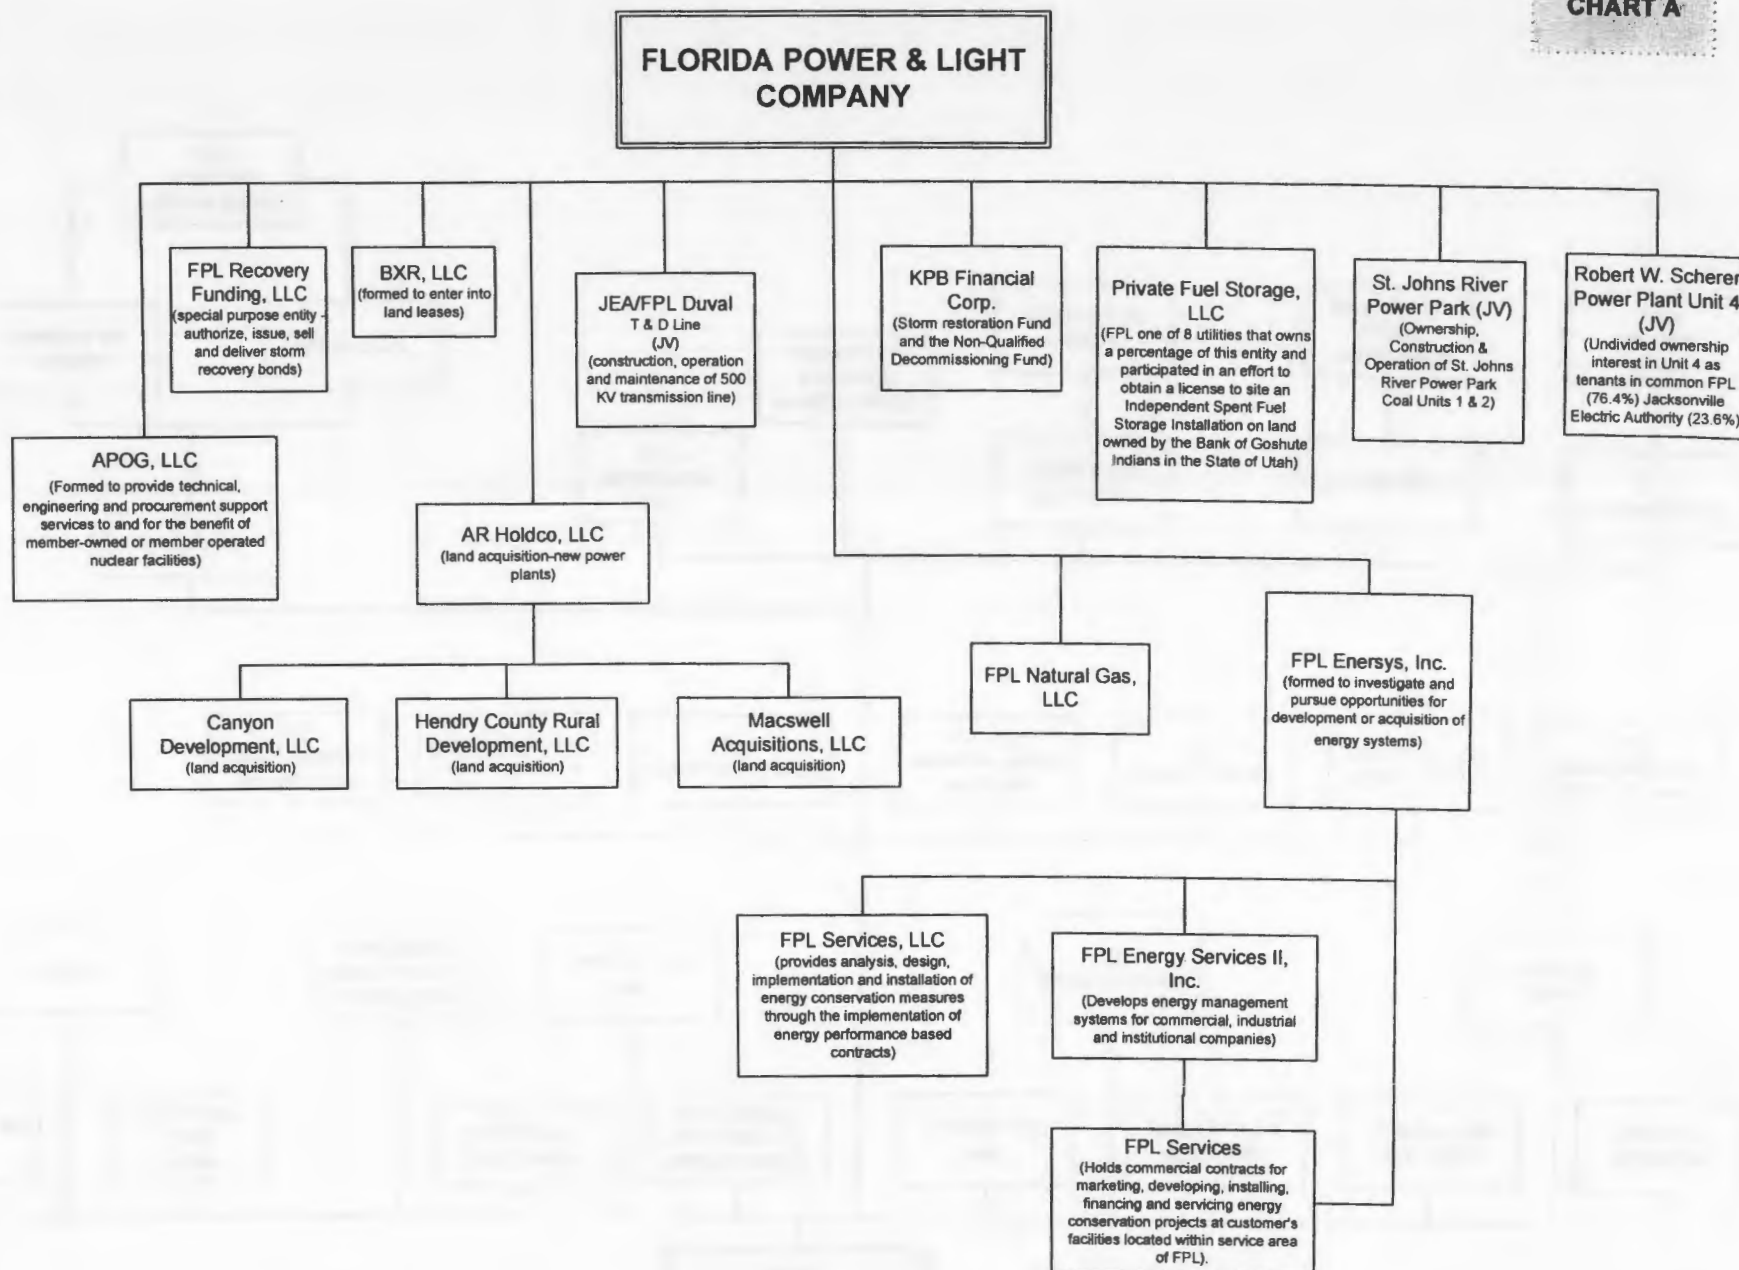 CHART A
FLORIDA POWER & LIGHT
COMPANY
FPL Recovery
Funding, LLC
(special purpose entity -
authorize, issue, sell
and deliver storm
recovery bonds)
BXR, LLC
(formed to enter into
land leases)
JEA/FPL Duval
T & D Line
(JV)
(construction, operation
and maintenance of 500
KV transmission line)
KPB Financial
Corp.
(Storm restoration Fund
and the Non-Qualified
Decommissioning Fund)
Private Fuel Storage,
LLC
(FPL one of 8 utilities that owns
a percentage of this entity and
participated in an effort to
obtain a license to site an
Independent Spent Fuel
Storage Installation on land
owned by the Bank of Goshute
Indians in the State of Utah)
St. Johns River
Power Park (JV)
(Ownership,
Construction &
Operation of St. Johns
River Power Park
Coal Units 1 & 2)
Robert W. Scherer
Power Plant Unit 4
(JV)
(Undivided ownership
interest in Unit 4 as
tenants in common FPL
(76.4%) Jacksonville
Electric Authority (23.6%)
APOG, LLC
(Formed to provide technical,
engineering and procurement support
services to and for the benefit of
member-owned or member operated
nuclear facilities)
AR Holdco, LLC
(land acquisition-new power
plants)
Canyon
Development, LLC
(land acquisition)
Hendry County Rural
Development, LLC
(land acquisition)
Macswell
Acquisitions, LLC
(land acquisition)
FPL Natural Gas,
LLC
FPL Enersys, Inc.
(formed to investigate and
pursue opportunities for
development or acquisition of
energy systems)
FPL Services, LLC
(provides analysis, design,
implementation and installation of
energy conservation measures
through the implementation of
energy performance based
contracts)
FPL Energy Services II,
Inc.
(Develops energy management
systems for commercial, industrial
and institutional companies)
FPL Services
(Holds commercial contracts for
marketing, developing, installing,
financing and servicing energy
conservation projects at customer's
facilities located within service area
of FPL).